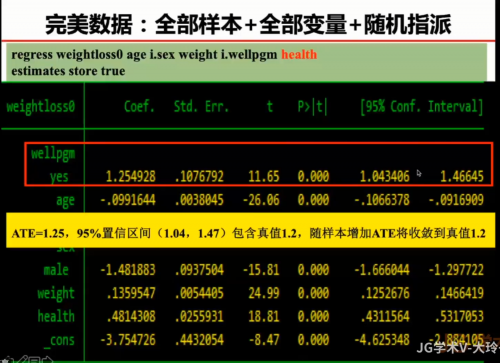 完美数据：全部样本+全部变量+随机指派
regress weightloss0 age i.sex weight i.wellpgm health
estimates store true
weightloss0 Coef. Std. Err. t P>|t| [95% Conf. Interval]
wellpgm
yes 1.254928 .1076792 11.65 0.000 1.043406 1.46645
age -.0991644 .0038045 -26.06 0.000 -.1066378 -.0916909
ATE=1.25，95%置信区间（1.04，1.47）包含真值1.2，随样本增加ATE将收敛到真值1.2
sex
male -1.481883 .0937504 -15.81 0.000 -1.666044 -1.297722
weight .1359547 .0054405 24.99 0.000 .1252676 .1466419
health .4814308 .0255931 18.81 0.000 .4311564 .5317053
_cons -3.754726 .4432054 -8.47 0.000 -4.625348 -2.884105
JG学术V-大玲